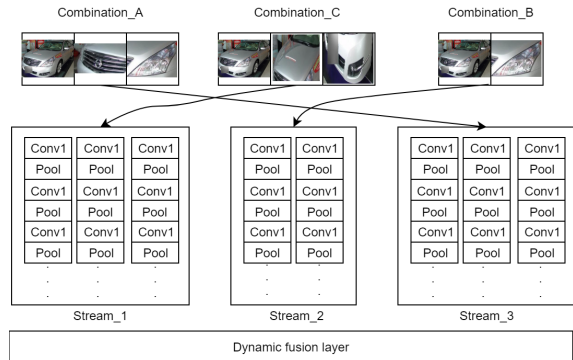 Combination_A Combination_C Combination_B
Conv1 Conv1 Conv1 Conv1 Conv1 Conv1 Conv1 Conv1
Pool Pool Pool Pool Pool Pool Pool Pool
Conv1 Conv1 Conv1 Conv1 Conv1 Conv1 Conv1 Conv1
Pool Pool Pool Pool Pool Pool Pool Pool
Conv1 Conv1 Conv1 Conv1 Conv1 Conv1 Conv1 Conv1
Pool Pool Pool Pool Pool Pool Pool Pool
Stream_1 Stream_2 Stream_3
Dynamic fusion layer